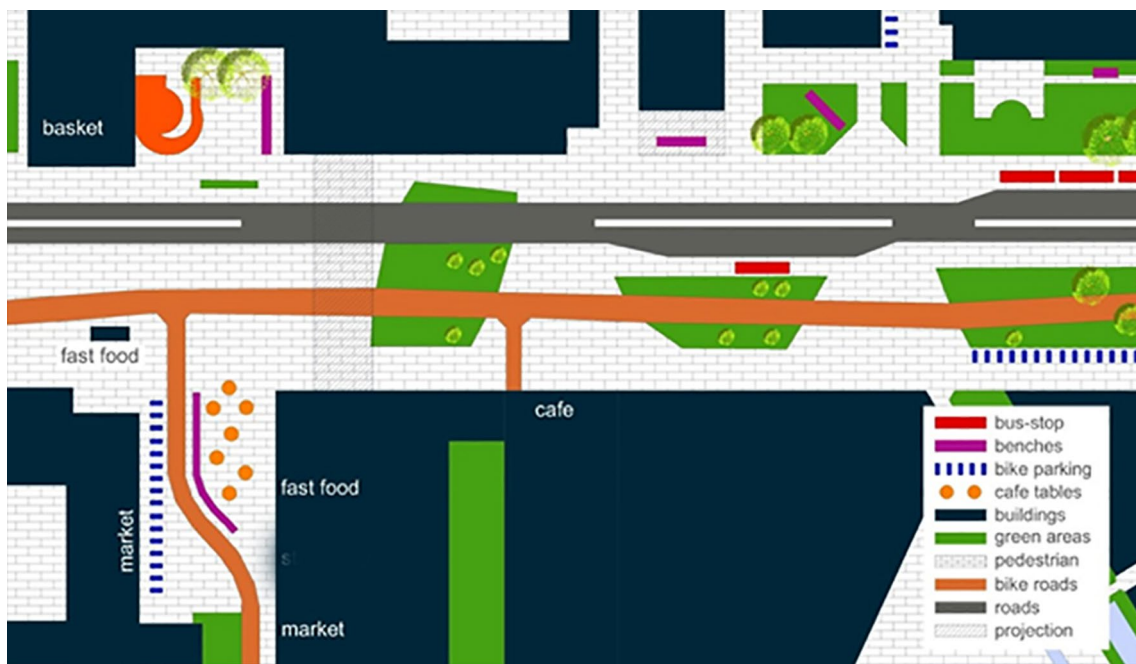 basket
fast food
cafe
fast food
market
market
bus-stop
benches
bike parking
cafe tables
buildings
green areas
pedestrian
bike roads
roads
projection